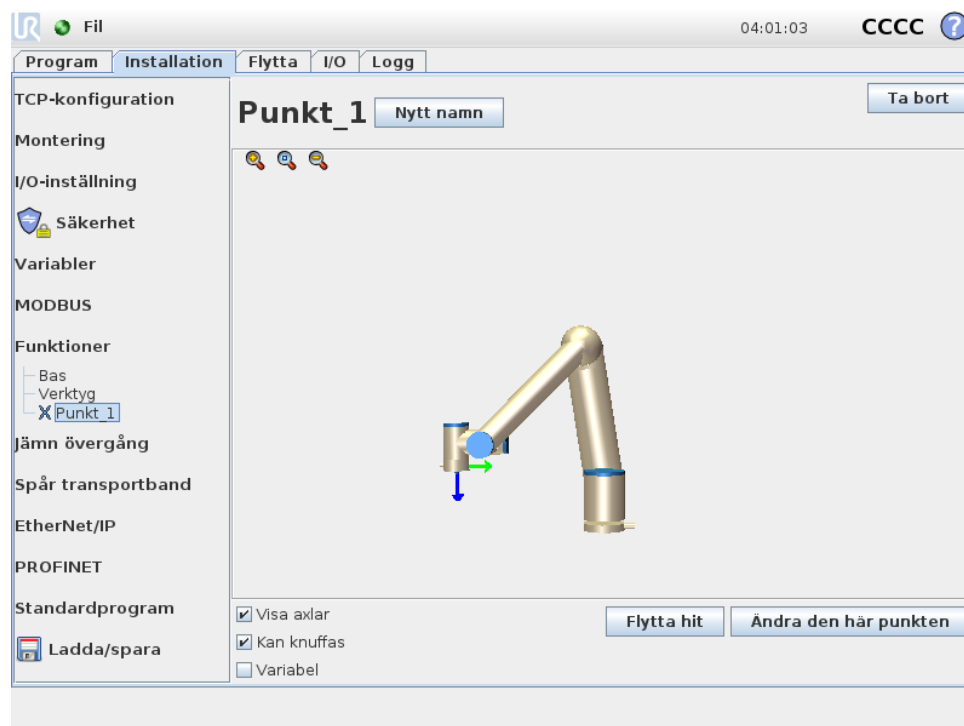 UR Fil 04:01:03 CCCC ?
Program Installation Flytta I/O Logg
TCP-konfiguration
Montering
I/O-inställning
Säkerhet
Variabler
MODBUS
Funktioner
Bas
Verktyg
Punkt_1
Jämn övergång
Spår transportband
EtherNet/IP
PROFINET
Standardprogram
Ladda/spara
Punkt_1 Nytt namn Ta bort
Visa axlar
Kan knuffas
Variabel
Flytta hit Ändra den här punkten